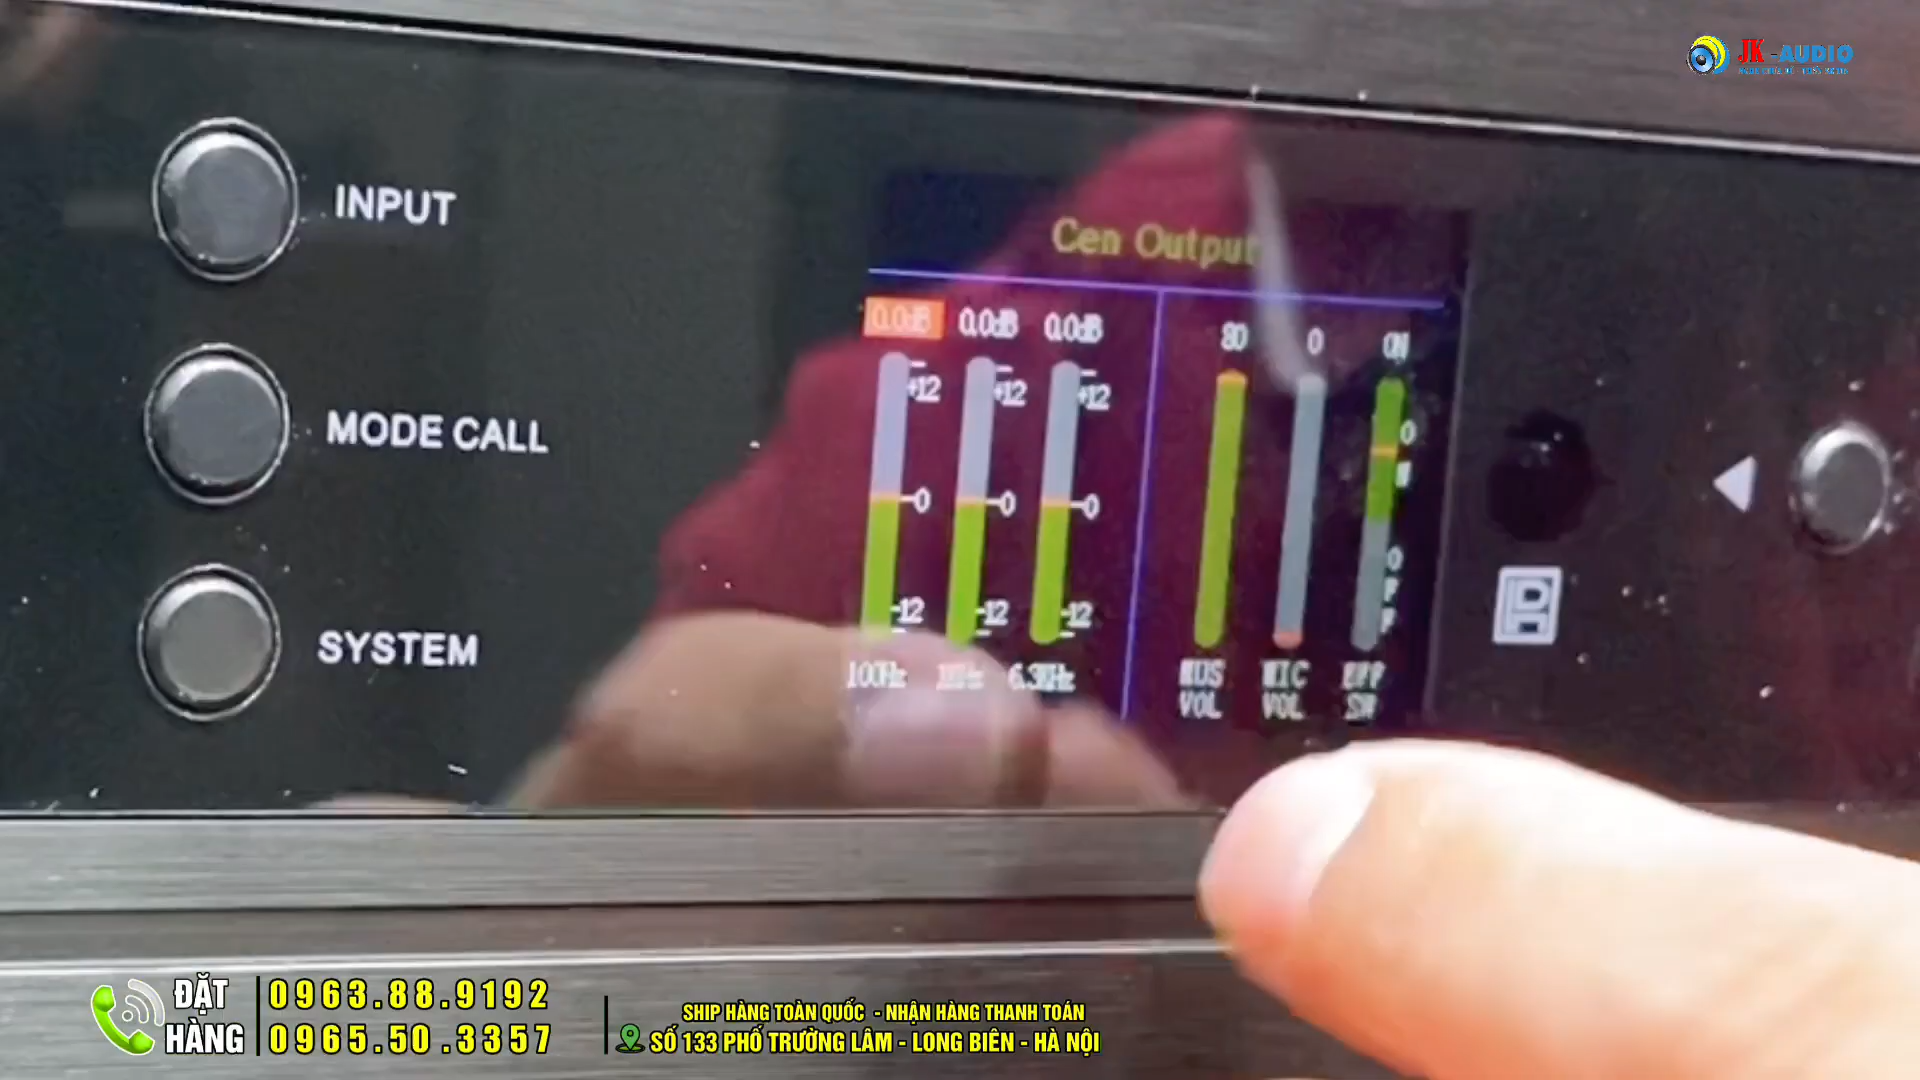 JK-AUDIO
INPUT
MODE CALL
SYSTEM
Cen Output
0.0dB 0.0dB 0.0dB
80 0 ON
+12 +12 +12
0 0 0
-12 -12 -12
ON
OFF
100Hz 6.3KHz
MUS VOL
MIC VOL
EFF SW
ĐẶT HÀNG
0963.88.9192
0965.50.3357
SHIP HÀNG TOÀN QUỐC - NHẬN HÀNG THANH TOÁN
SỐ 133 PHỐ TRƯỜNG LÂM - LONG BIÊN - HÀ NỘI